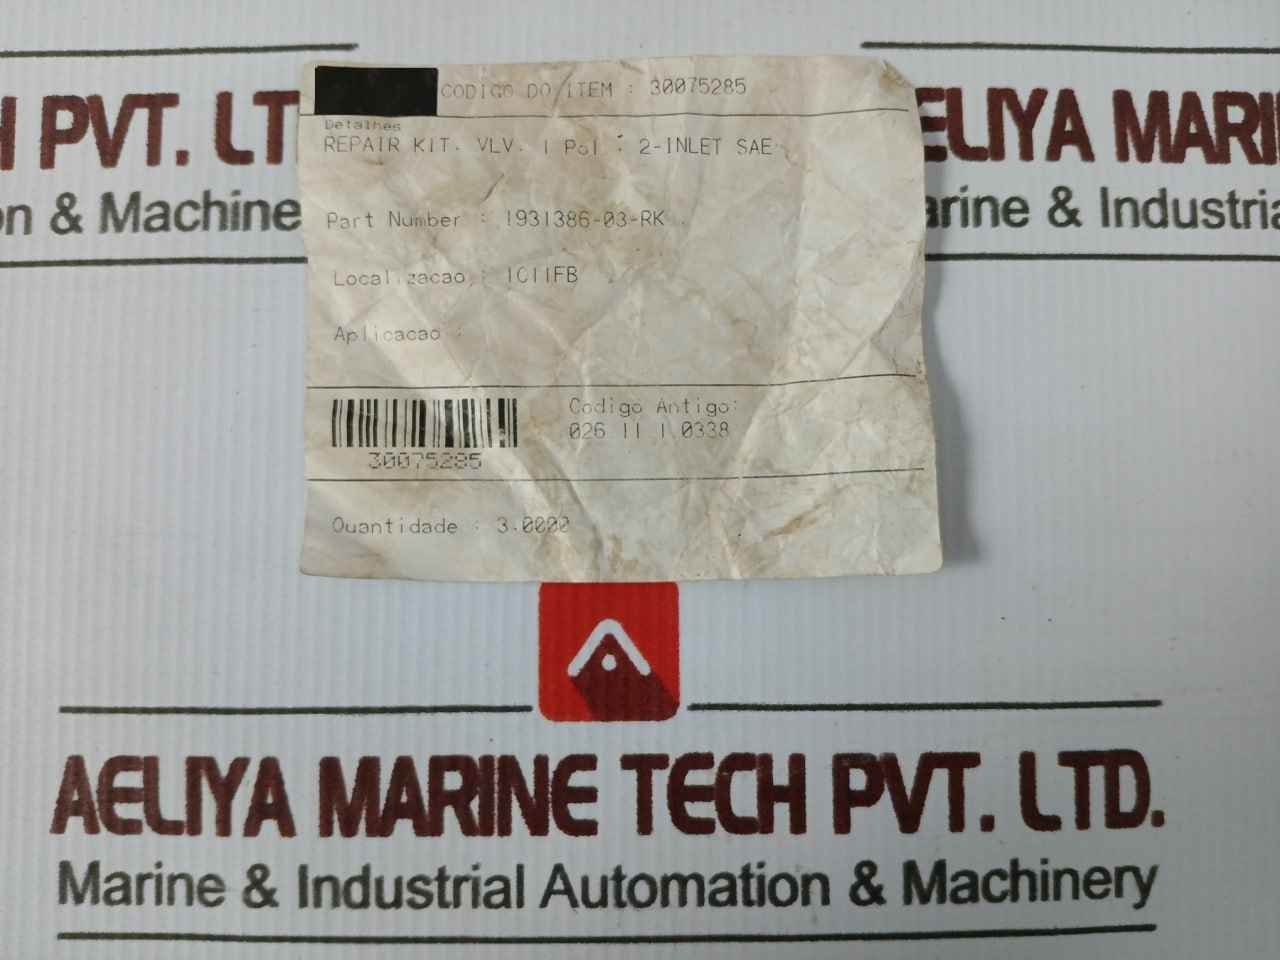 H PVT. LT
on & Machine
ELIYA MARI
arine & Industria
CODIGO DO ITEM : 30075285
Detalhes
REPAIR KIT. VLV. 1 Pol : 2-INLET SAE
Part Number : 1931386-03-RK
Localizacao : 1C11FB
Aplicacao :
Codigo Antigo:
026 11 1 0338
30075285
Quantidade : 3.0000
AELIYA MARINE TECH PVT. LTD.
Marine & Industrial Automation & Machinery